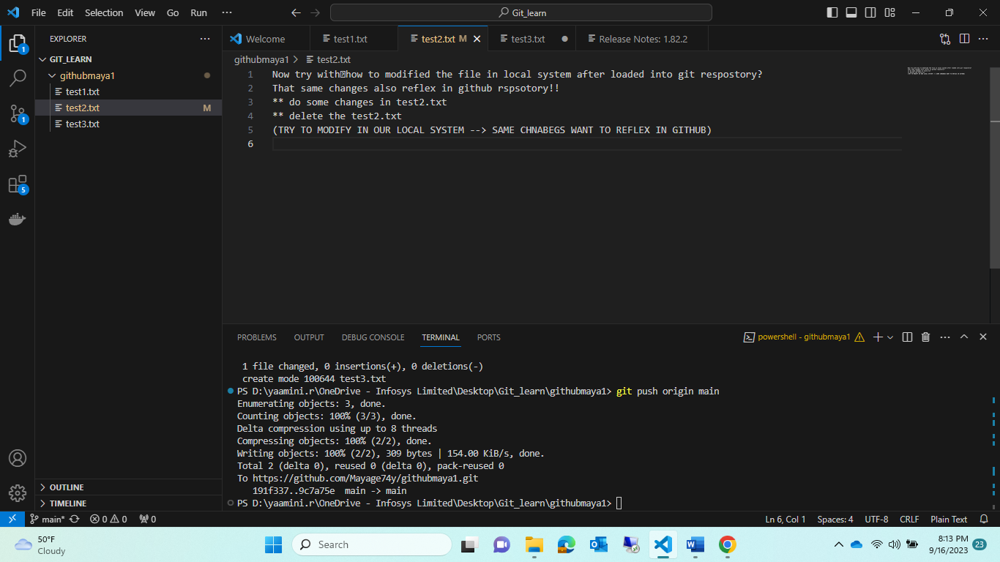 File Edit Selection View Go Run ··· Git_learn
EXPLORER ···
Welcome test1.txt test2.txt M test3.txt Release Notes: 1.82.2 ···
GIT_LEARN
githubmaya1 > test2.txt
githubmaya1
test1.txt
test2.txt M
test3.txt
1 Now try with how to modified the file in local system after loaded into git respostory?
2 That same changes also reflex in github rspsotory!!
3 ** do some changes in test2.txt
4 ** delete the test2.txt
5 (TRY TO MODIFY IN OUR LOCAL SYSTEM --> SAME CHNABEGS WANT TO REFLEX IN GITHUB)
6
1
1
5
PROBLEMS OUTPUT DEBUG CONSOLE TERMINAL PORTS powershell - githubmaya1 ···
1 file changed, 0 insertions(+), 0 deletions(-)
create mode 100644 test3.txt
PS D:\yaamini.r\OneDrive - Infosys Limited\Desktop\Git_learn\githubmaya1> git push origin main
Enumerating objects: 3, done.
Counting objects: 100% (3/3), done.
Delta compression using up to 8 threads
Compressing objects: 100% (2/2), done.
Writing objects: 100% (2/2), 309 bytes | 154.00 KiB/s, done.
Total 2 (delta 0), reused 0 (delta 0), pack-reused 0
To https://github.com/Mayage74y/githubmaya1.git
191f337..9c7a75e main -> main
PS D:\yaamini.r\OneDrive - Infosys Limited\Desktop\Git_learn\githubmaya1>
OUTLINE
TIMELINE
main* 0 0 0 Ln 6, Col 1 Spaces: 4 UTF-8 CRLF Plain Text
50°F
Cloudy
Search
8:13 PM
9/16/2023
23